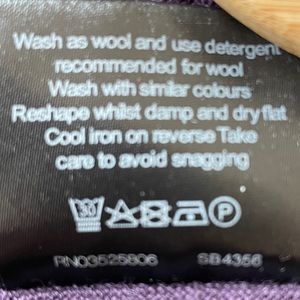 Wash as wool and use detergent
recommended for wool
Wash with similar colours
Reshape whilst damp and dry flat
Cool iron on reverse Take
care to avoid snagging
30 P
RN03525806 SB4356